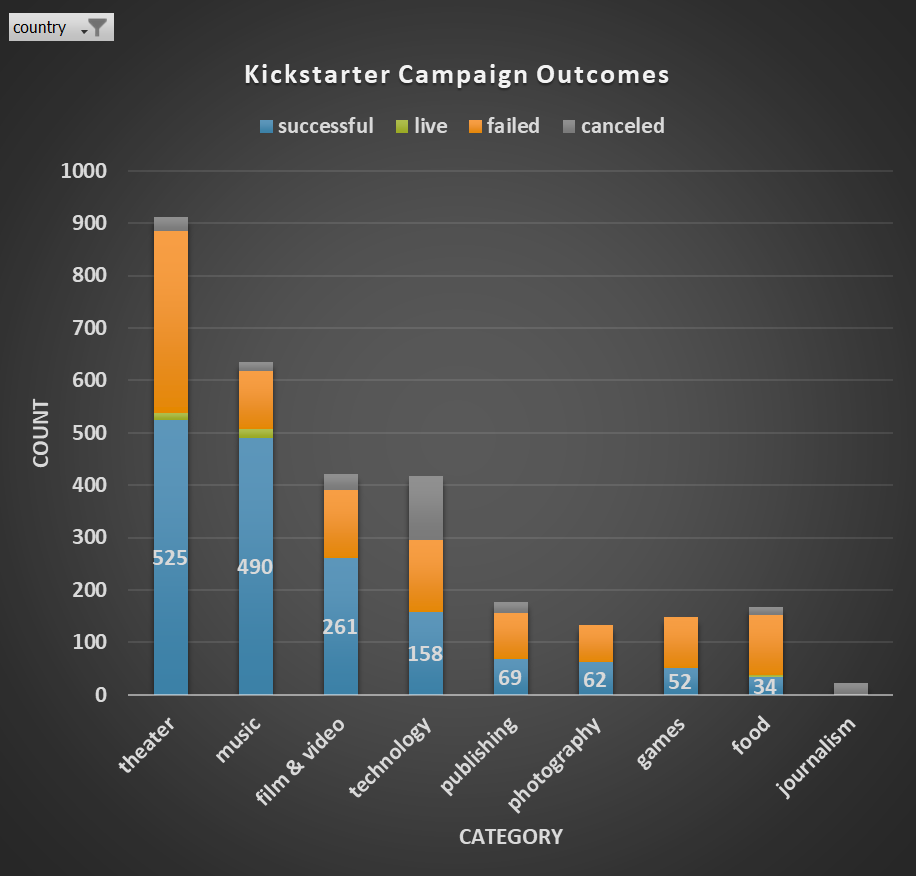 country
Kickstarter Campaign Outcomes
successful live failed canceled
1000
900
800
700
600
500
400
300
200
100
0
COUNT
525
490
261
158
69
62
52
34
theater
music
film & video
technology
publishing
photography
games
food
journalism
CATEGORY